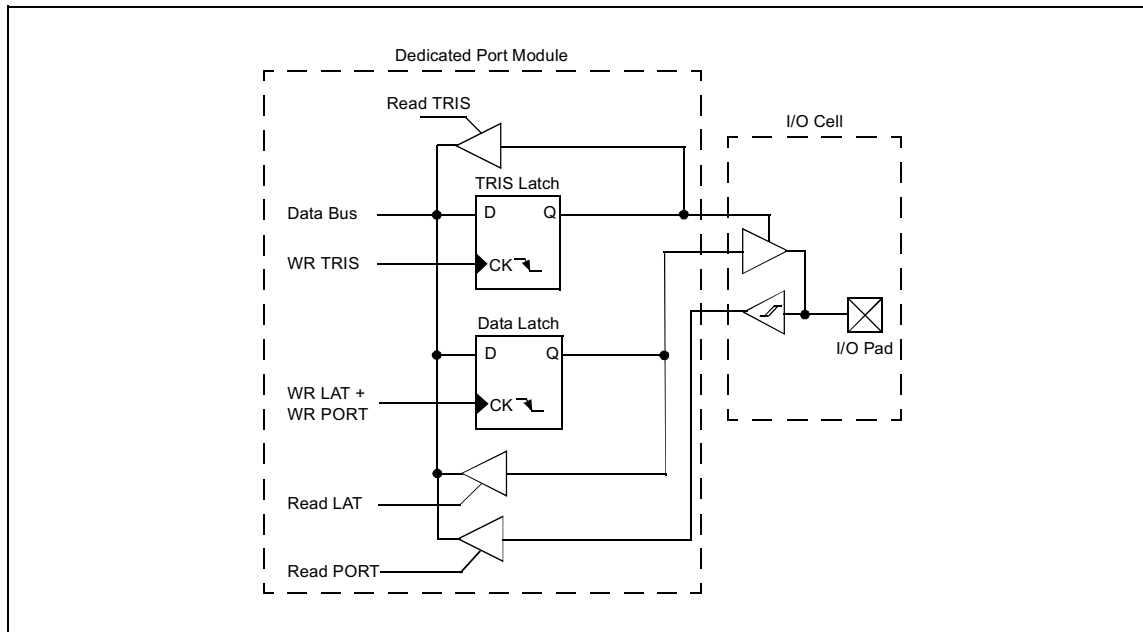 Dedicated Port Module
Read TRIS
I/O Cell
TRIS Latch
Data Bus
D
Q
WR TRIS
CK
Data Latch
I/O Pad
D
Q
WR LAT +
WR PORT
CK
Read LAT
Read PORT